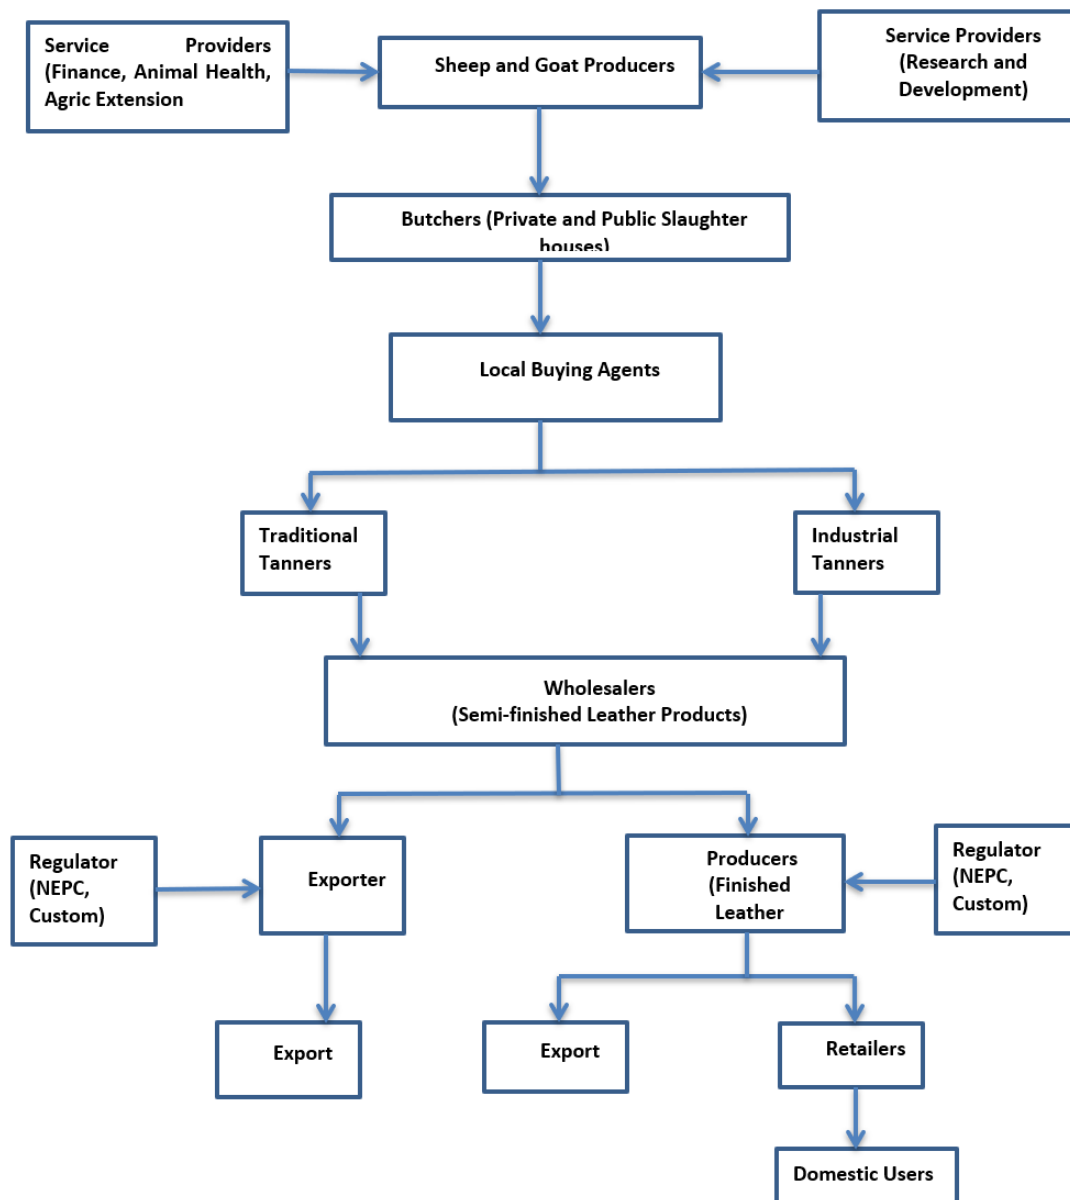 Service Providers
(Finance, Animal Health,
Agric Extension
Sheep and Goat Producers
Service Providers
(Research and
Development)
Butchers (Private and Public Slaughter
houses)
Local Buying Agents
Traditional
Tanners
Industrial
Tanners
Wholesalers
(Semi-finished Leather Products)
Regulator
(NEPC,
Custom)
Exporter
Producers
(Finished
Leather
Regulator
(NEPC,
Custom)
Export
Export
Retailers
Domestic Users